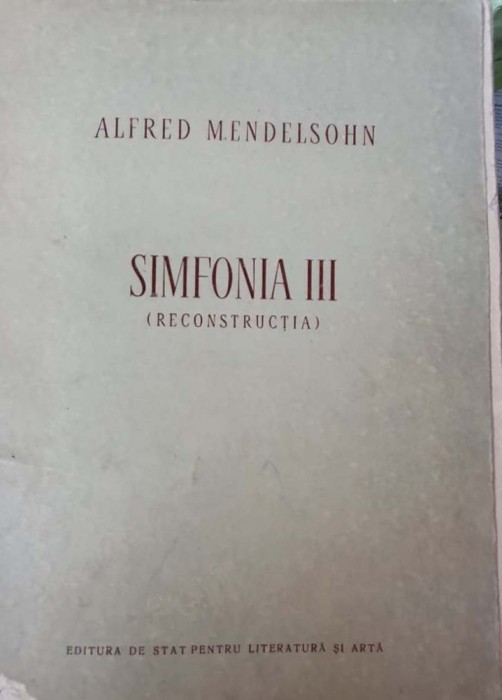 ALFRED MENDELSOHN
SIMFONIA III
(RECONSTRUCȚIA)
EDITURA DE STAT PENTRU LITERATURĂ ȘI ARTĂ